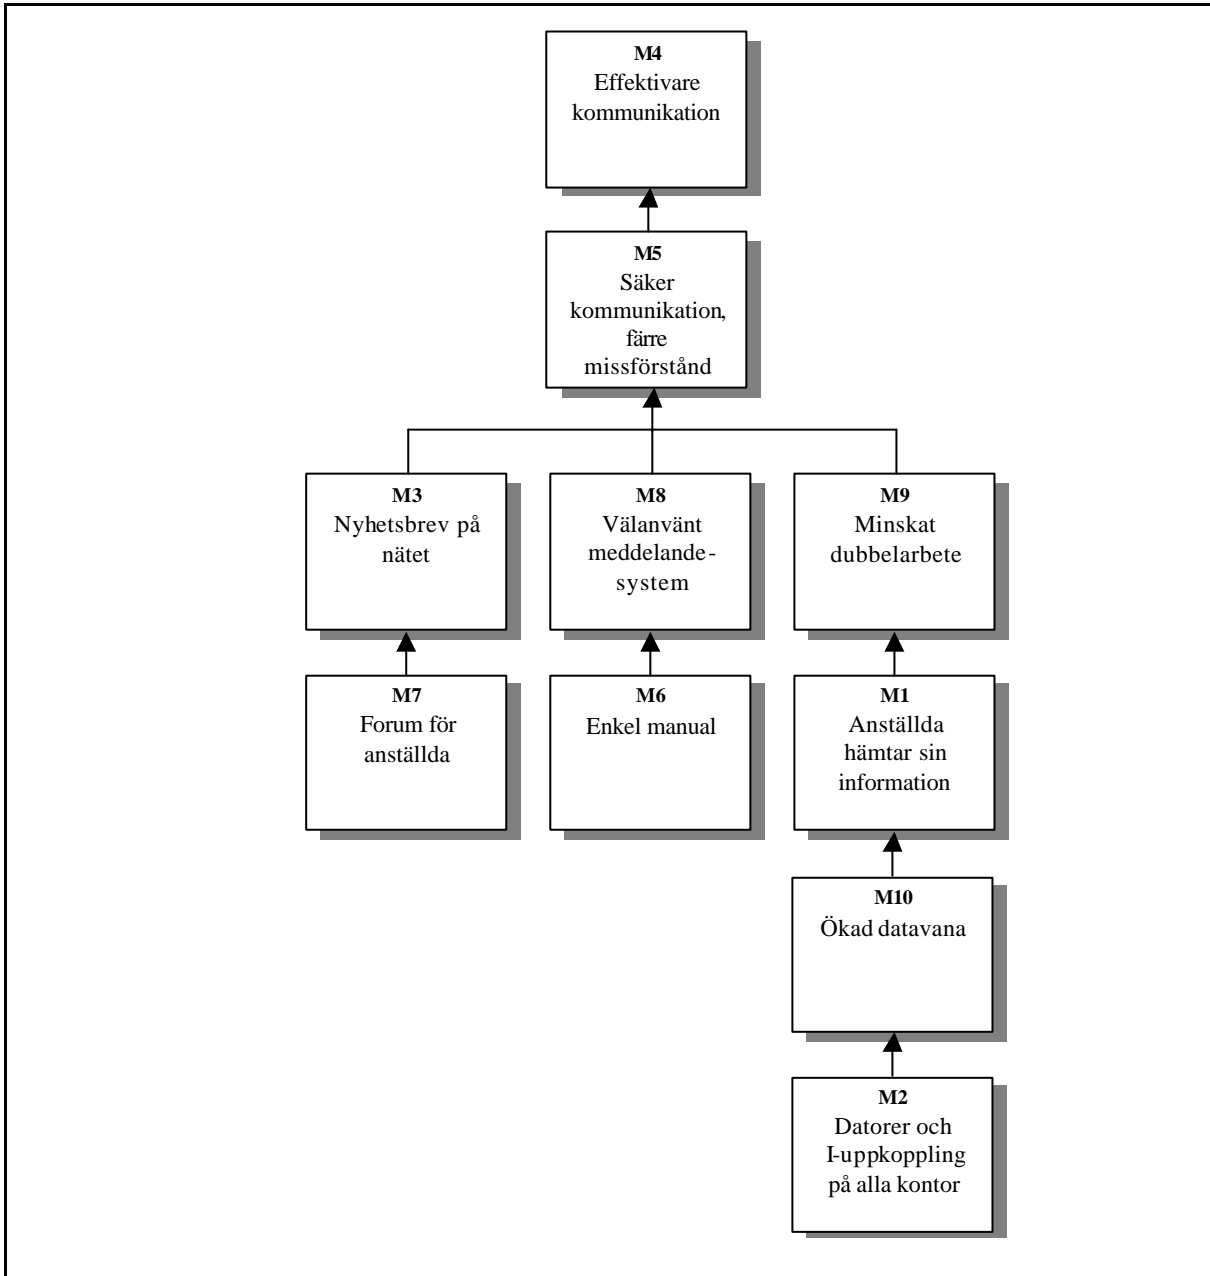 M4
Effektivare
kommunikation
M5
Säker
kommunikation,
färre
missförstånd
M3
Nyhetsbrev på
nätet
M8
Välanvänt
meddelande-
system
M9
Minskat
dubbelarbete
M7
Forum för
anställda
M6
Enkel manual
M1
Anställda
hämtar sin
information
M10
Ökad datavana
M2
Datorer och
I-uppkoppling
på alla kontor